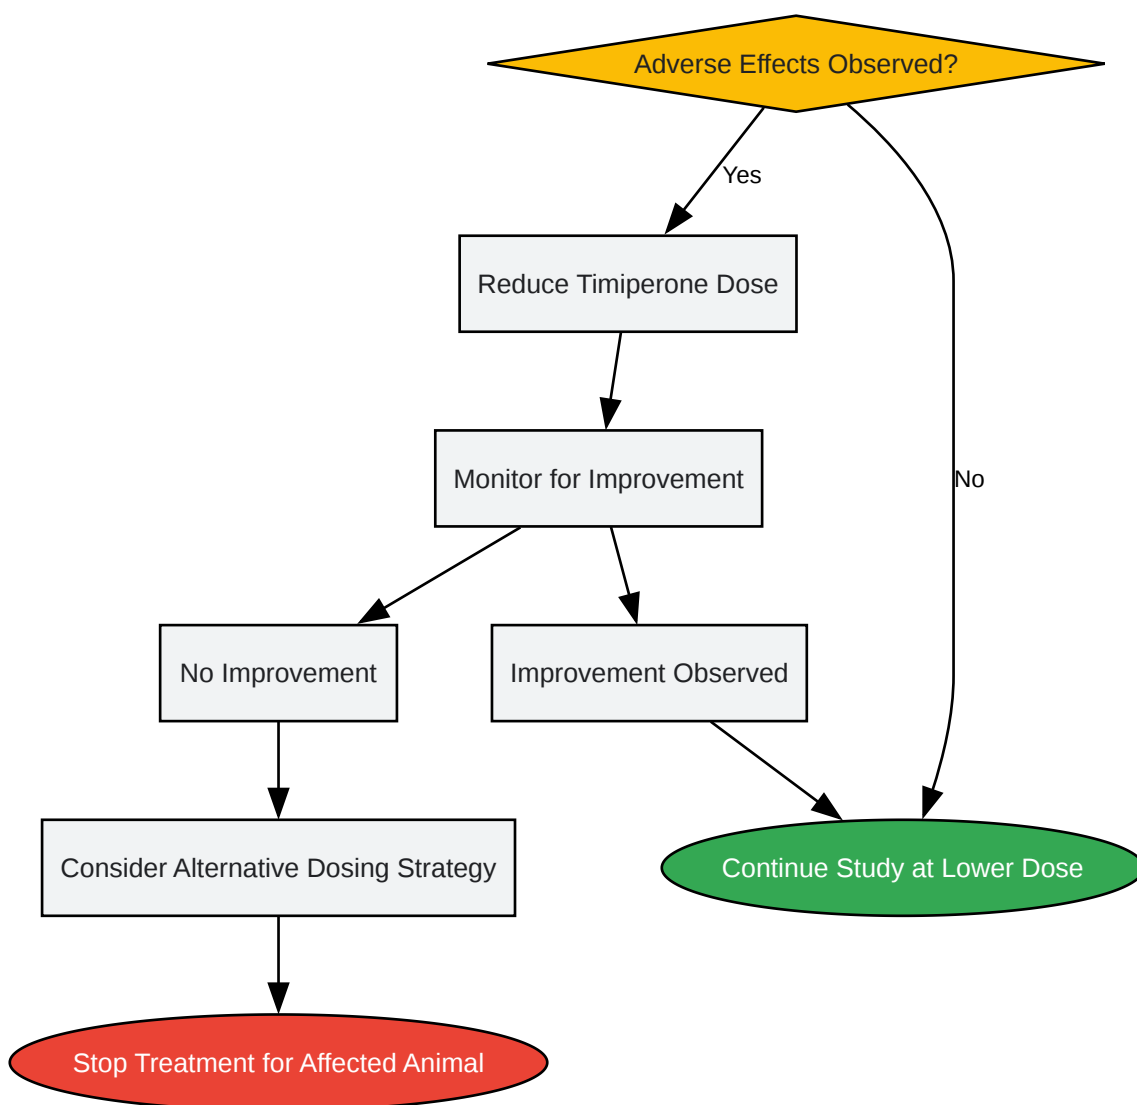 Adverse Effects Observed?
Yes
Reduce Timiperone Dose
Monitor for Improvement
No
No Improvement
Improvement Observed
Consider Alternative Dosing Strategy
Continue Study at Lower Dose
Stop Treatment for Affected Animal